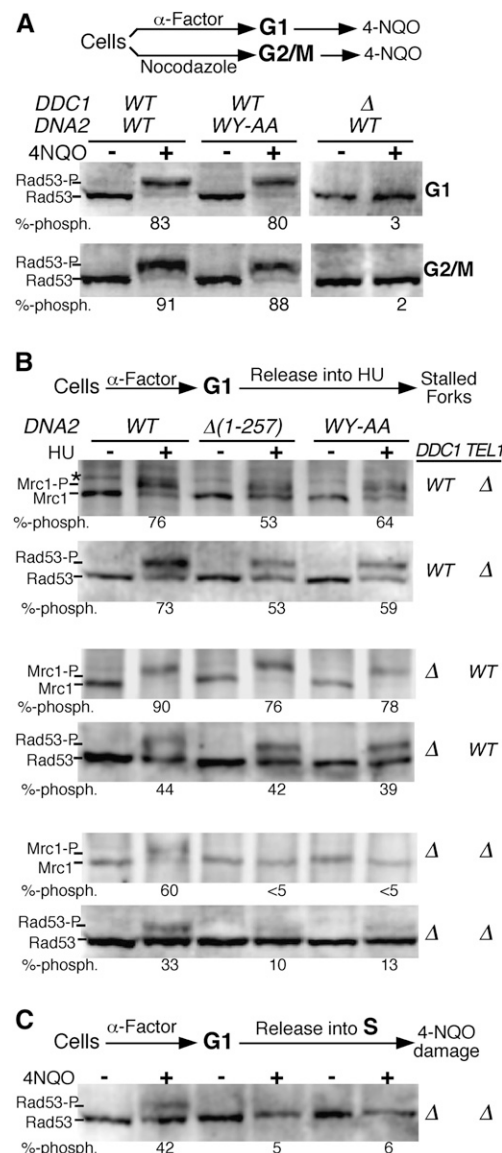 A
Cells α-Factor G1 4-NQO
Nocodazole G2/M 4-NQO
DDC1 WT WT Δ
DNA2 WT WY-AA WT
4NQO - + - + - +
Rad53-P
Rad53
G1
%-phosph. 83 80 3
Rad53-P
Rad53
G2/M
%-phosph. 91 88 2
B
Cells α-Factor G1 Release into HU Stalled
Forks
DNA2 WT Δ(1-257) WY-AA
HU - + - + - + DDC1 TEL1
*
Mrc1-P
Mrc1
WT Δ
%-phosph. 76 53 64
Rad53-P
Rad53
WT Δ
%-phosph. 73 53 59
Mrc1-P
Mrc1
Δ WT
%-phosph. 90 76 78
Rad53-P
Rad53
Δ WT
%-phosph. 44 42 39
Mrc1-P
Mrc1
Δ Δ
%-phosph. 60 <5 <5
Rad53-P
Rad53
Δ Δ
%-phosph. 33 10 13
C
Cells α-Factor G1 Release into S 4-NQO
damage
4NQO - + - + - +
Rad53-P
Rad53
Δ Δ
%-phosph. 42 5 6